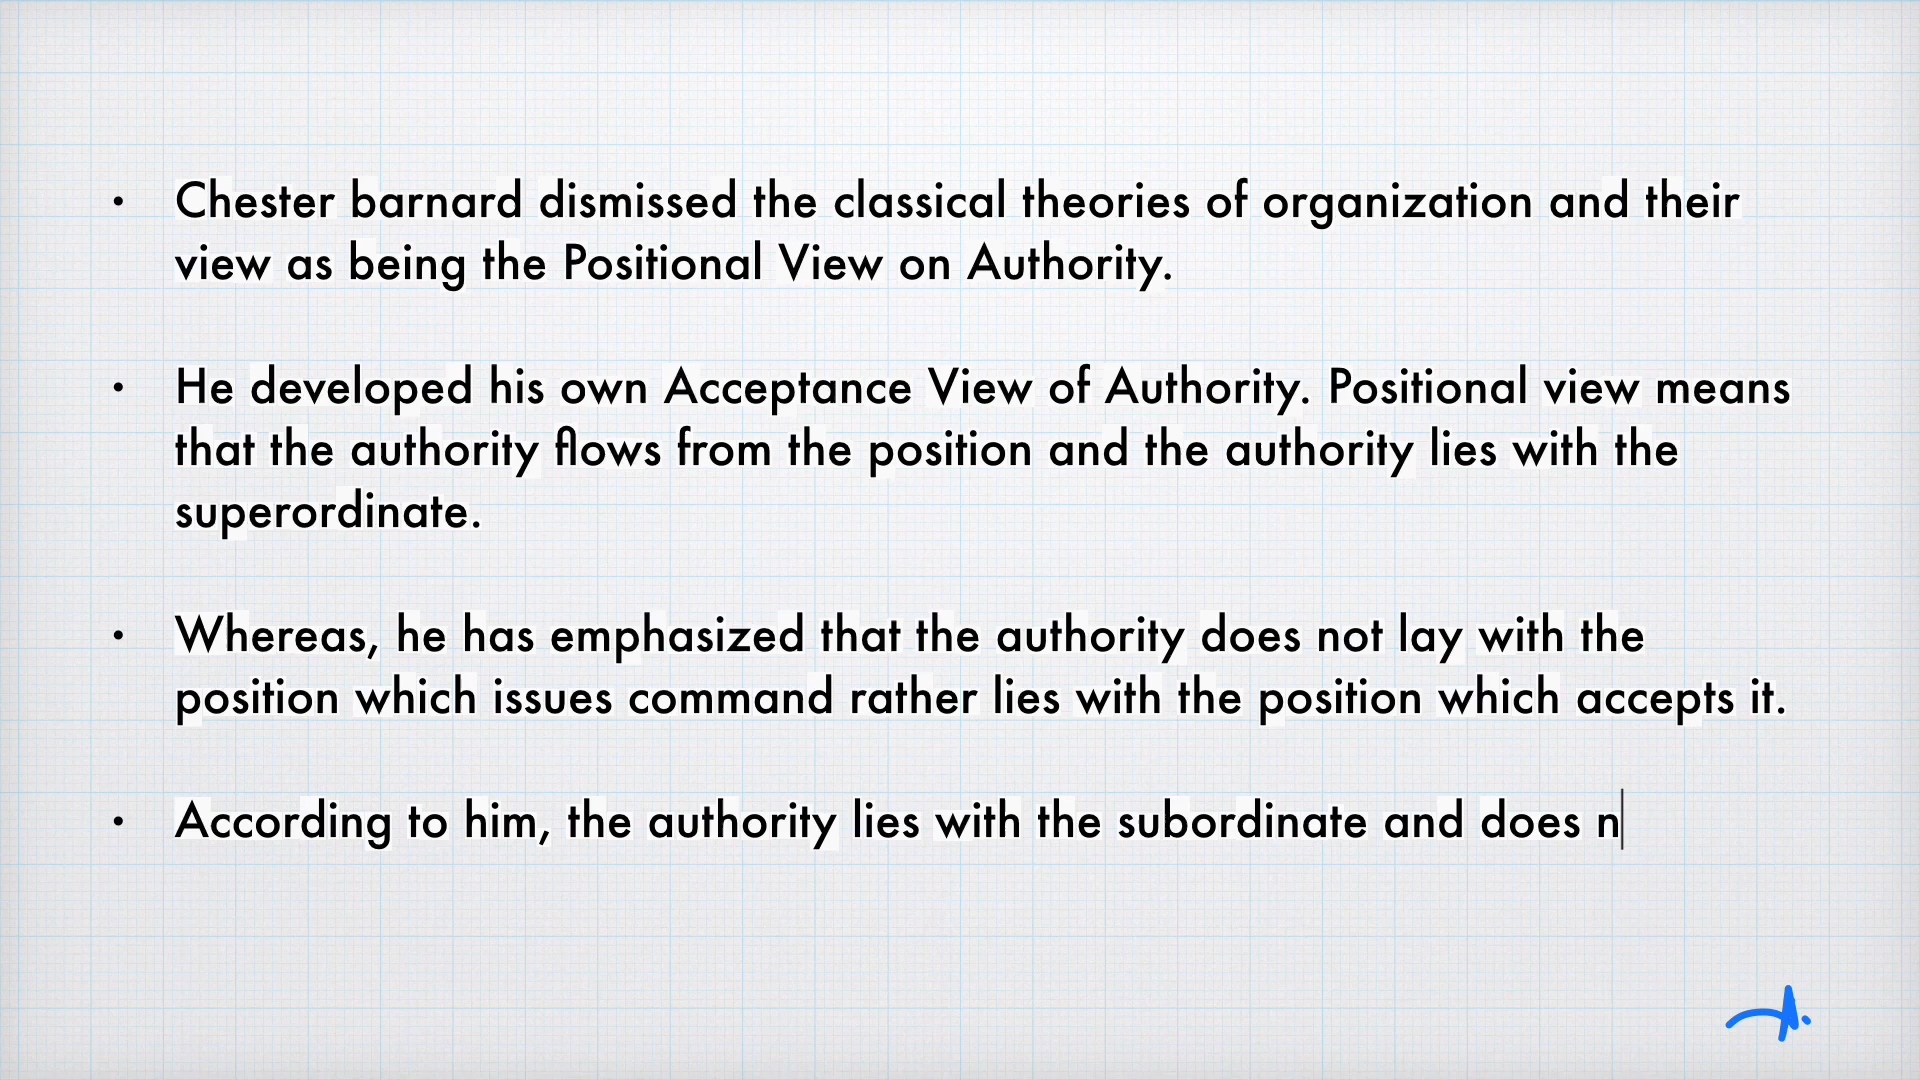 • Chester barnard dismissed the classical theories of organization and their
view as being the Positional View on Authority.
• He developed his own Acceptance View of Authority. Positional view means
that the authority flows from the position and the authority lies with the
superordinate.
• Whereas, he has emphasized that the authority does not lay with the
position which issues command rather lies with the position which accepts it.
• According to him, the authority lies with the subordinate and does n